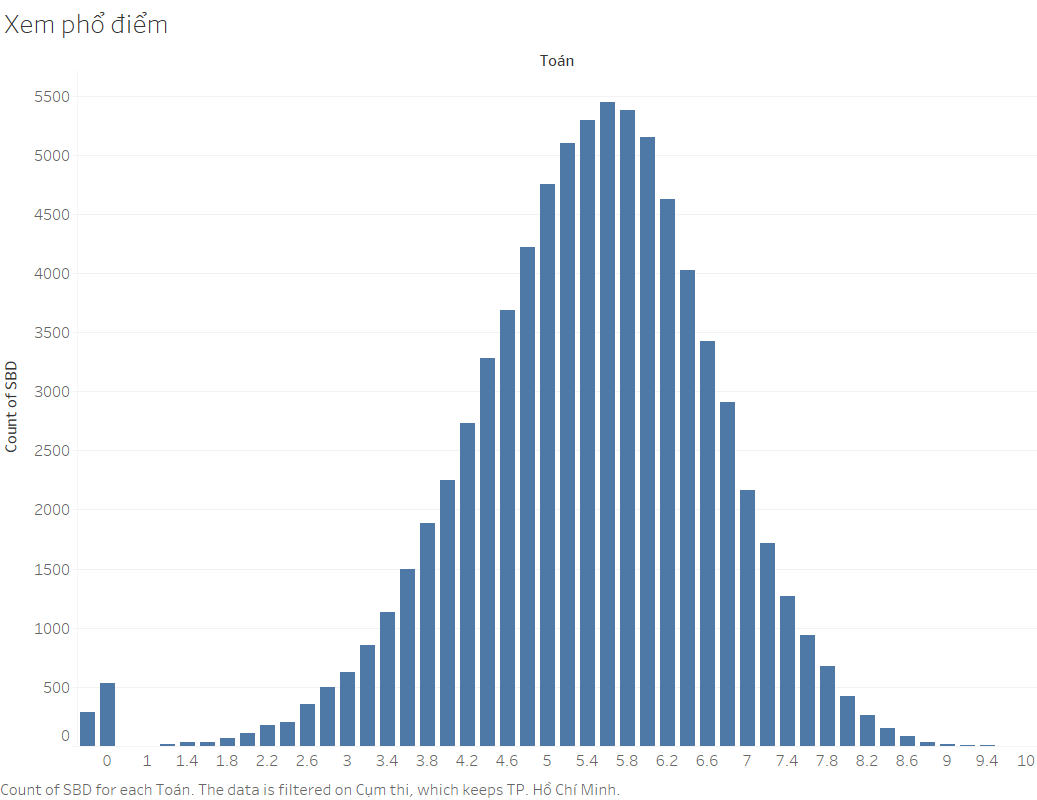 Xem phổ điểm
Toán
5500
5000
4500
4000
3500
3000
2500
2000
1500
1000
500
0
Count of SBD
0 1 1.4 1.8 2.2 2.6 3 3.4 3.8 4.2 4.6 5 5.4 5.8 6.2 6.6 7 7.4 7.8 8.2 8.6 9 9.4 10
Count of SBD for each Toán. The data is filtered on Cụm thi, which keeps TP. Hồ Chí Minh.